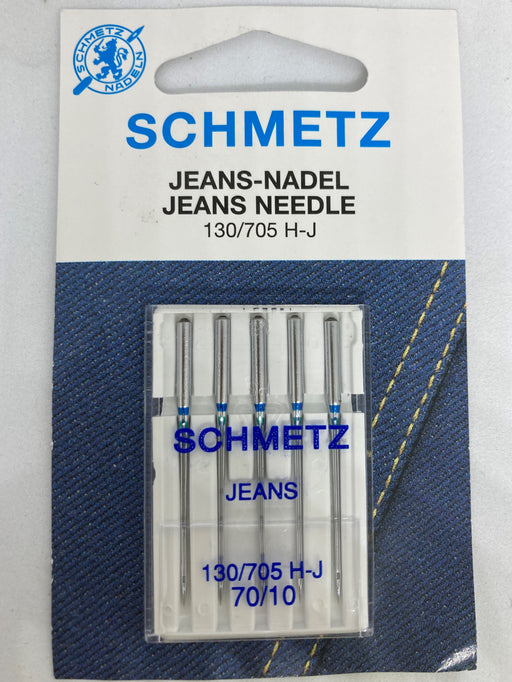 SCHMETZ
NADELN
SCHMETZ
JEANS-NADEL
JEANS NEEDLE
130/705 H-J
SCHMETZ
JEANS
130/705 H-J
70/10